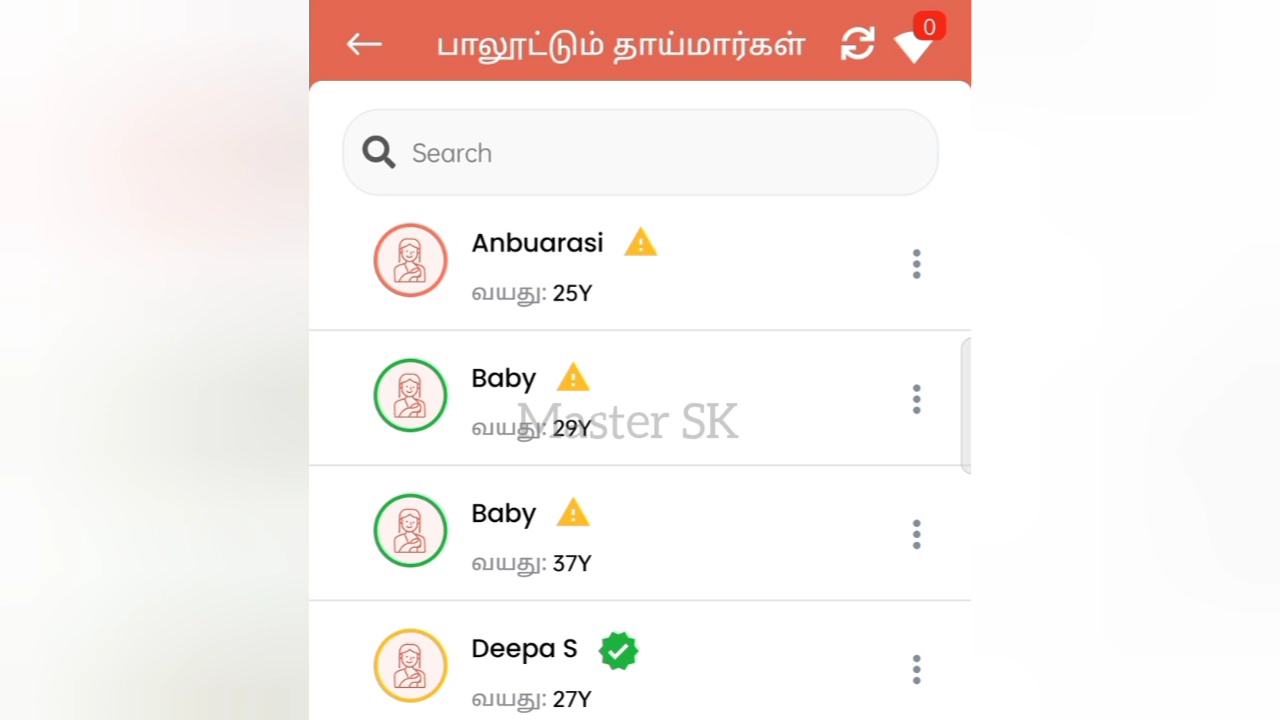 பாலூட்டும் தாய்மார்கள்
0
Search
Anbuarasi
வயது: 25Y
Baby
வயது: 29Y
Master SK
Baby
வயது: 37Y
Deepa S
வயது: 27Y